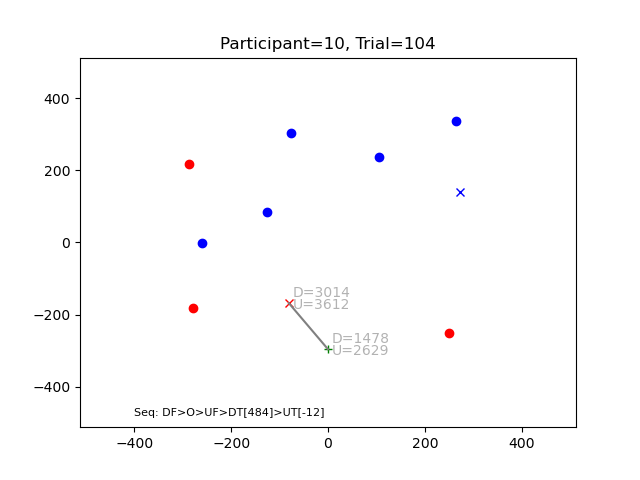 Participant=10, Trial=104
400
200
0
−200
−400
D=3014
U=3612
D=1478
U=2629
Seq: DF>O>UF>DT[484]>UT[-12]
−400
−200
0
200
400